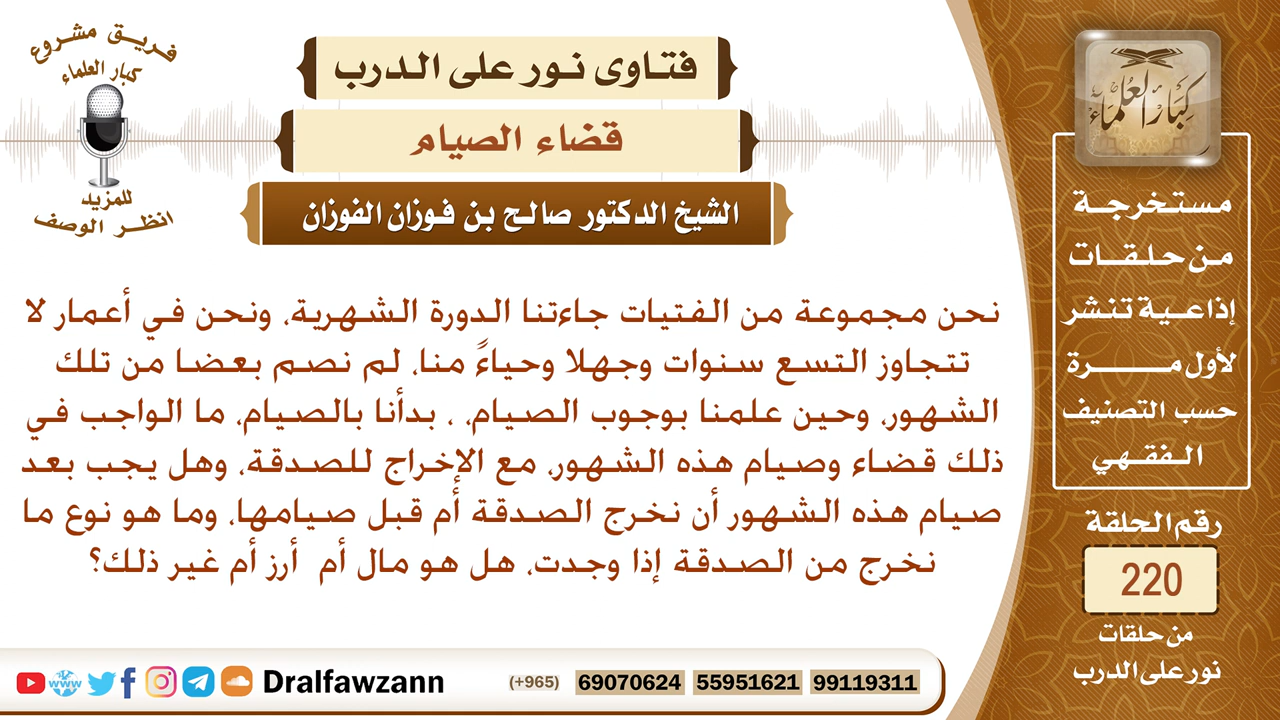 فريق مشروع
كبار العلماء
للمزيد
انظر الوصف
فتاوى نور على الدرب
قضاء الصيام
الشيخ الدكتور صالح بن فوزان الفوزان
نحن مجموعة من الفتيات جاءتنا الدورة الشهرية، ونحن في أعمار لا
تتجاوز التسع سنوات وجهلا وحياءً منا، لم نصم بعضا من تلك
الشهور، وحين علمنا بوجوب الصيام، ، بدأنا بالصيام، ما الواجب في
ذلك قضاء وصيام هذه الشهور، مع الإخراج للصدقة، وهل يجب بعد
صيام هذه الشهور أن نخرج الصدقة أم قبل صيامها، وما هو نوع ما
نخرج من الصدقة إذا وجدت، هل هو مال أم أرز أم غير ذلك؟
كبار العلماء
مستخرجة
من حلقات
إذاعية تنشر
لأول مرة
حسب التصنيف
الفقهي
رقم الحلقة
220
من حلقات
نور على الدرب
www
Dralfawzann
(+965) 69070624 55951621 99119311